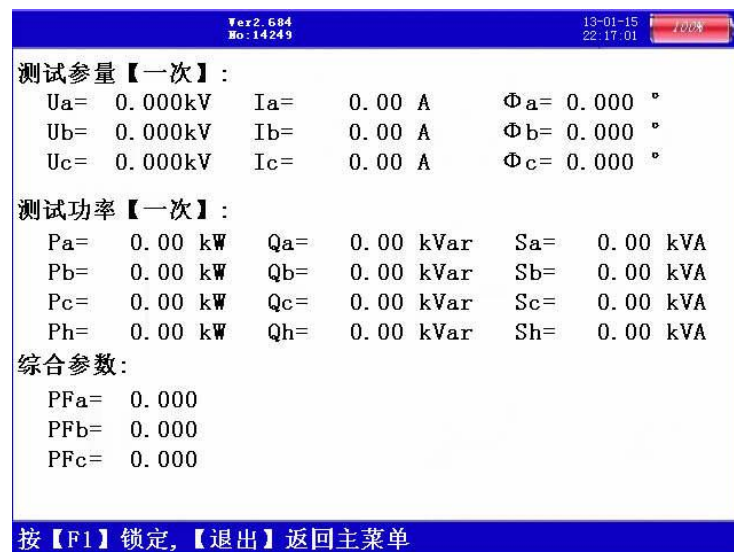 Ver2.684
No:14249
13-01-15
22:17:01
100%
测试参量【一次】:
Ua= 0.000kV Ia= 0.00 A Φa= 0.000 °
Ub= 0.000kV Ib= 0.00 A Φb= 0.000 °
Uc= 0.000kV Ic= 0.00 A Φc= 0.000 °
测试功率【一次】:
Pa= 0.00 kW Qa= 0.00 kVar Sa= 0.00 kVA
Pb= 0.00 kW Qb= 0.00 kVar Sb= 0.00 kVA
Pc= 0.00 kW Qc= 0.00 kVar Sc= 0.00 kVA
Ph= 0.00 kW Qh= 0.00 kVar Sh= 0.00 kVA
综合参数:
PFa= 0.000
PFb= 0.000
PFc= 0.000
按【F1】锁定,【退出】返回主菜单